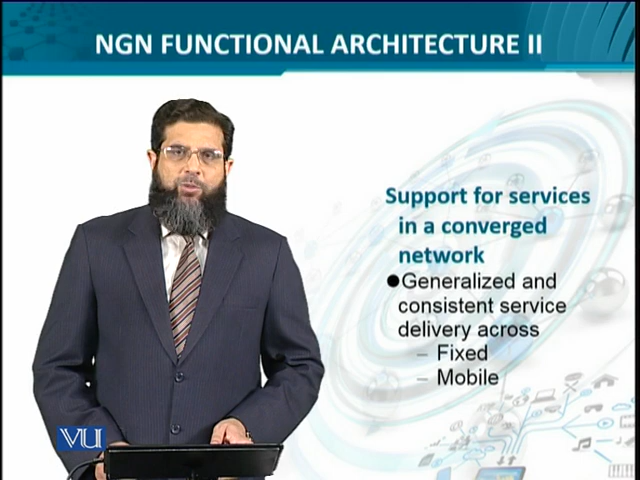 NGN FUNCTIONAL ARCHITECTURE II
Support for services
in a converged
network
●Generalized and
consistent service
delivery across
– Fixed
– Mobile
VU